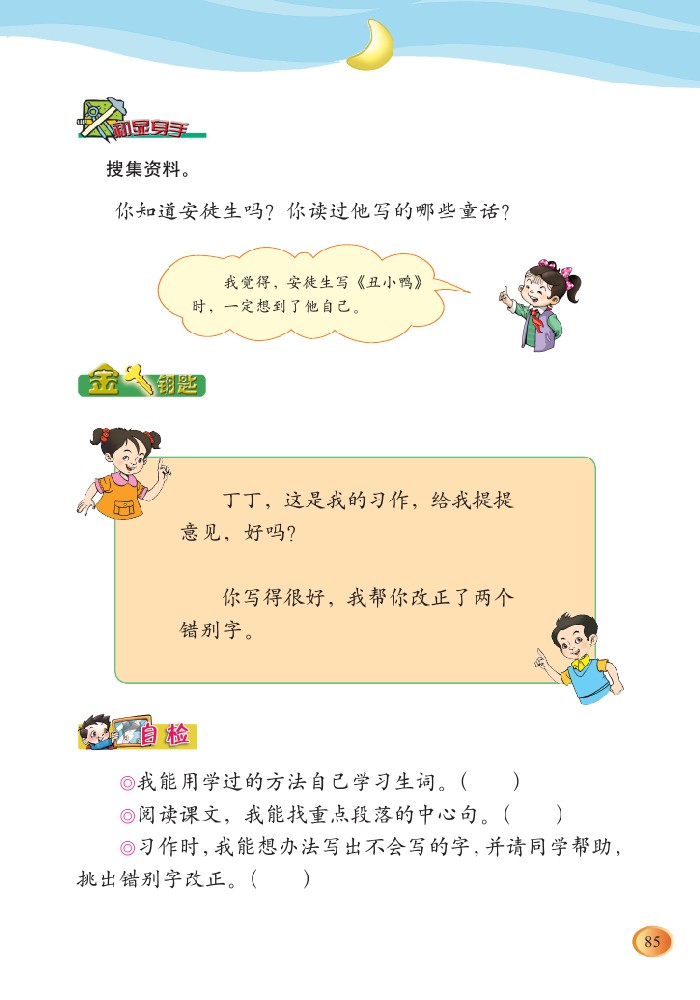 初显身手
搜集资料。
你知道安徒生吗？你读过他写的哪些童话？
我觉得，安徒生写《丑小鸭》
时，一定想到了他自己。
金钥匙
丁丁，这是我的习作，给我提提
意见，好吗？
你写得很好，我帮你改正了两个
错别字。
自检
◎我能用学过的方法自己学习生词。（　　）
◎阅读课文，我能找重点段落的中心句。（　　）
◎习作时，我能想办法写出不会写的字，并请同学帮助，
挑出错别字改正。（　　）
85